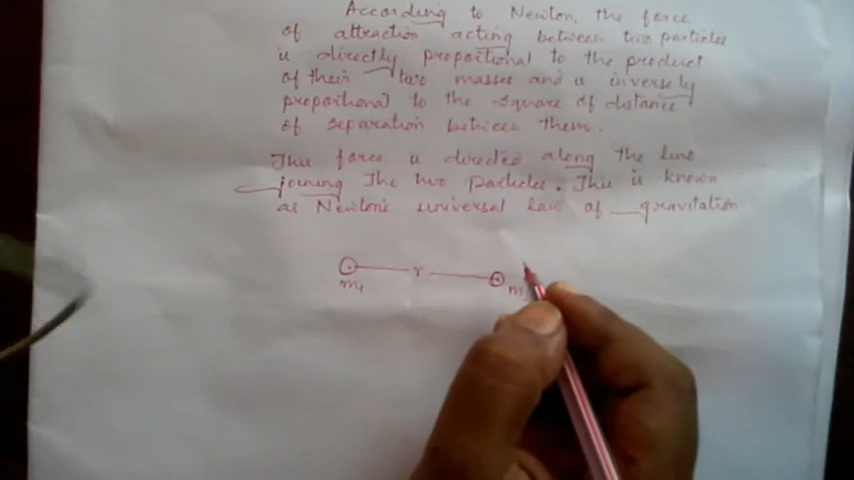 According to Newton, the force
of attraction acting between two particles
is directly proportional to the product
of their two masses and is inversely
proportional to the square of distance
of separation between them.
This force is directed along the line
joining The two particles. This is known
as Newton's universal law of gravitation
r
m1
m